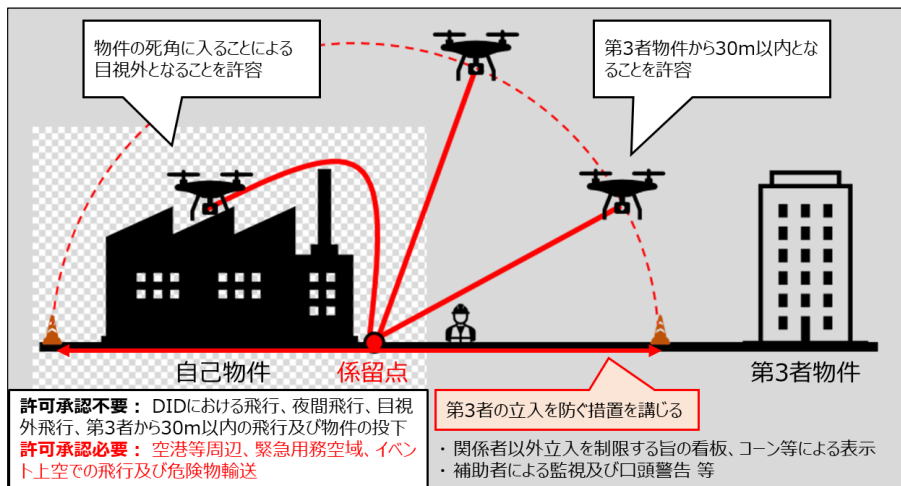 物件の死角に入ることによる
目視外となることを許容
第3者物件から30m以内とな
ることを許容
自己物件
係留点
第3者物件
許可承認不要： DIDにおける飛行、夜間飛行、目視
外飛行、第3者から30m以内の飛行及び物件の投下
許可承認必要： 空港等周辺、緊急用務空域、イベン
ト上空での飛行及び危険物輸送
第3者の立入を防ぐ措置を講じる
・関係者以外立入を制限する旨の看板、コーン等による表示
・補助者による監視及び口頭警告 等